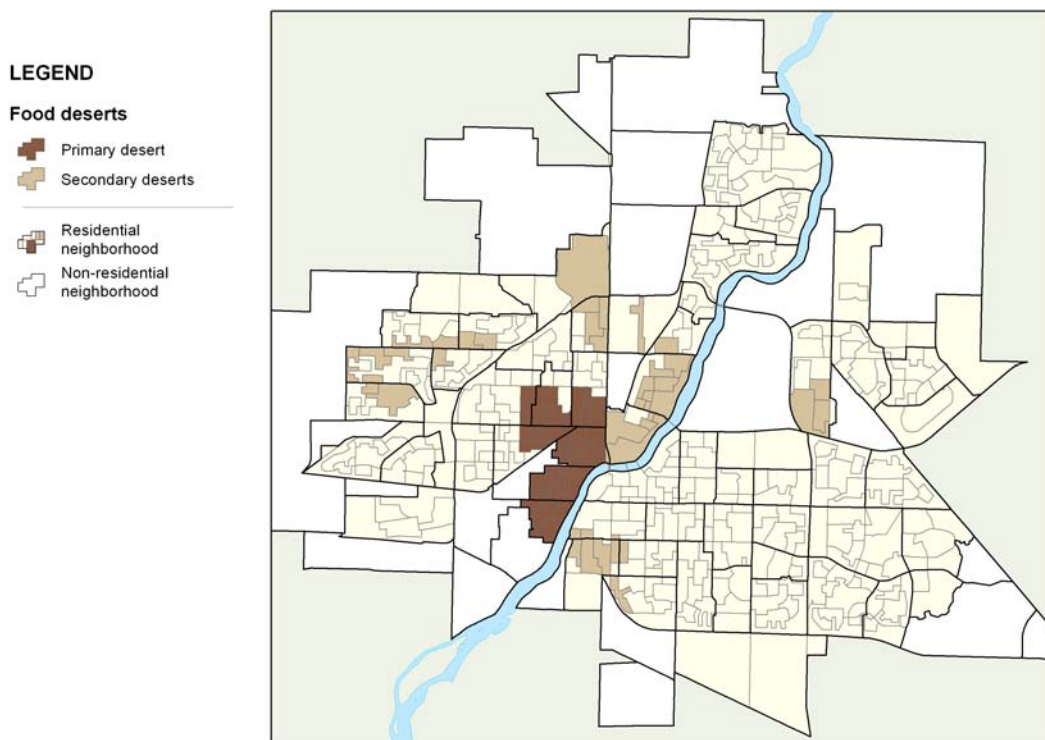 LEGEND
Food deserts
Primary desert
Secondary deserts
Residential
neighborhood
Non-residential
neighborhood